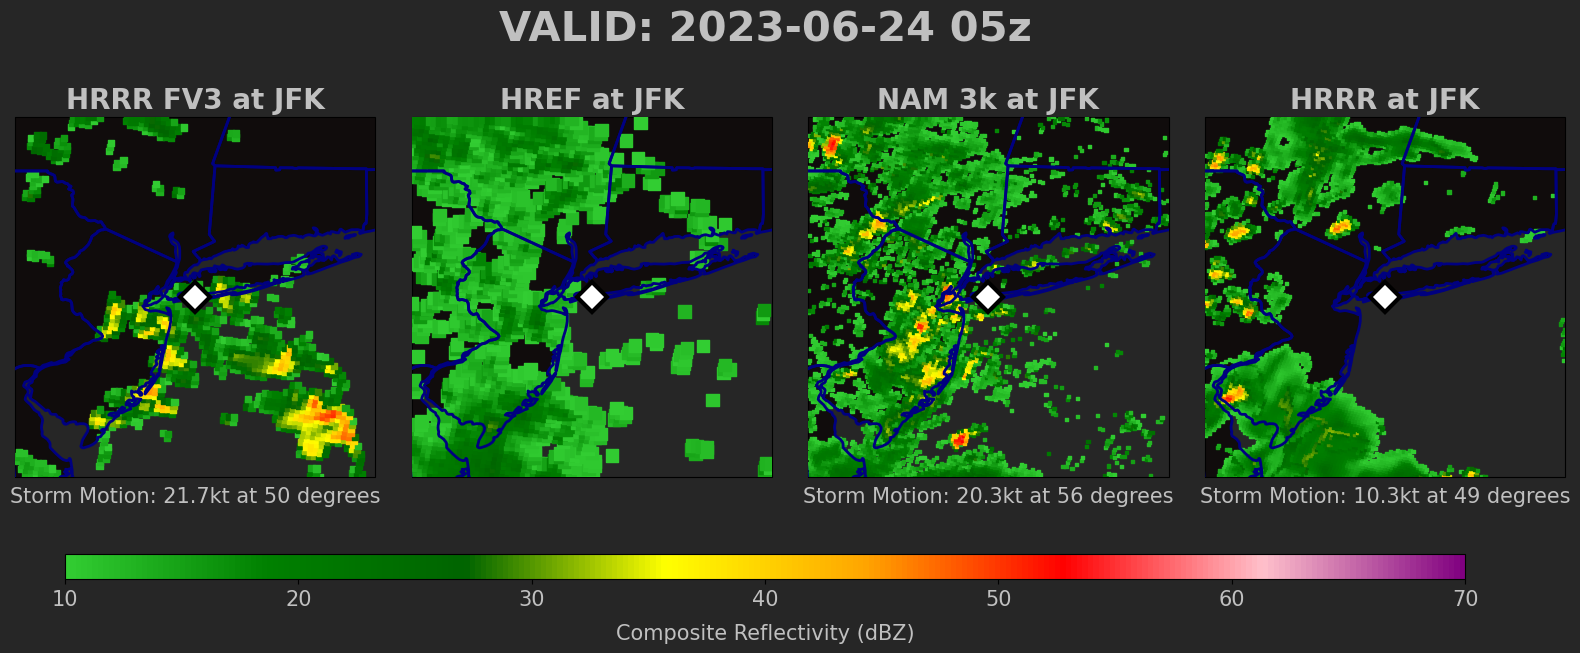 VALID: 2023-06-24 05z
HRRR FV3 at JFK
HREF at JFK
NAM 3k at JFK
HRRR at JFK
Storm Motion: 21.7kt at 50 degrees
Storm Motion: 20.3kt at 56 degrees
Storm Motion: 10.3kt at 49 degrees
10 20 30 40 50 60 70
Composite Reflectivity (dBZ)